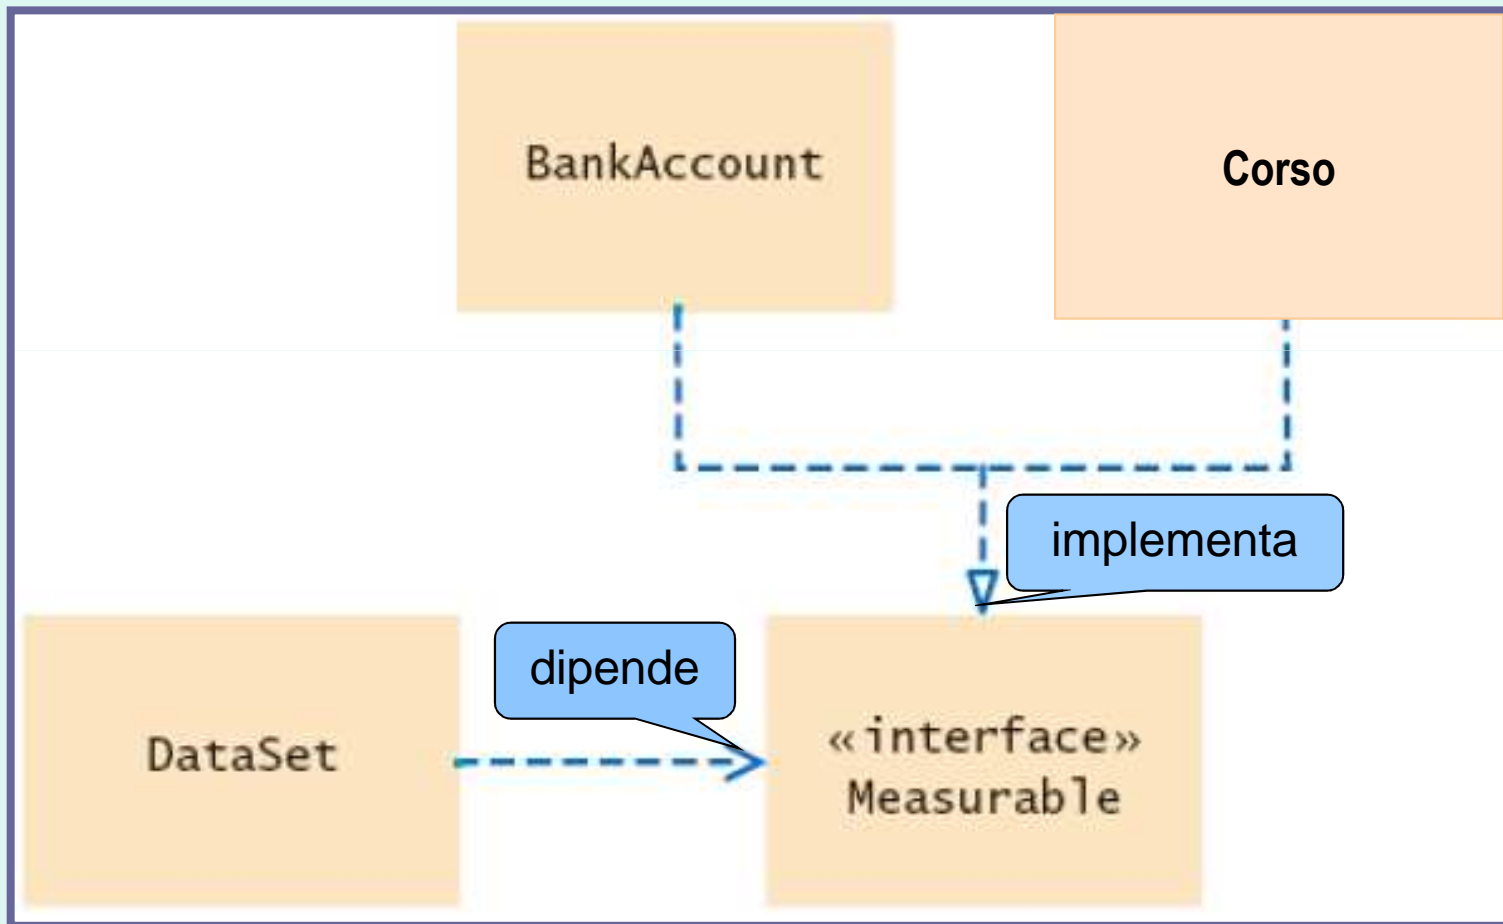 BankAccount
Corso
implementa
dipende
DataSet
«interface»
Measurable